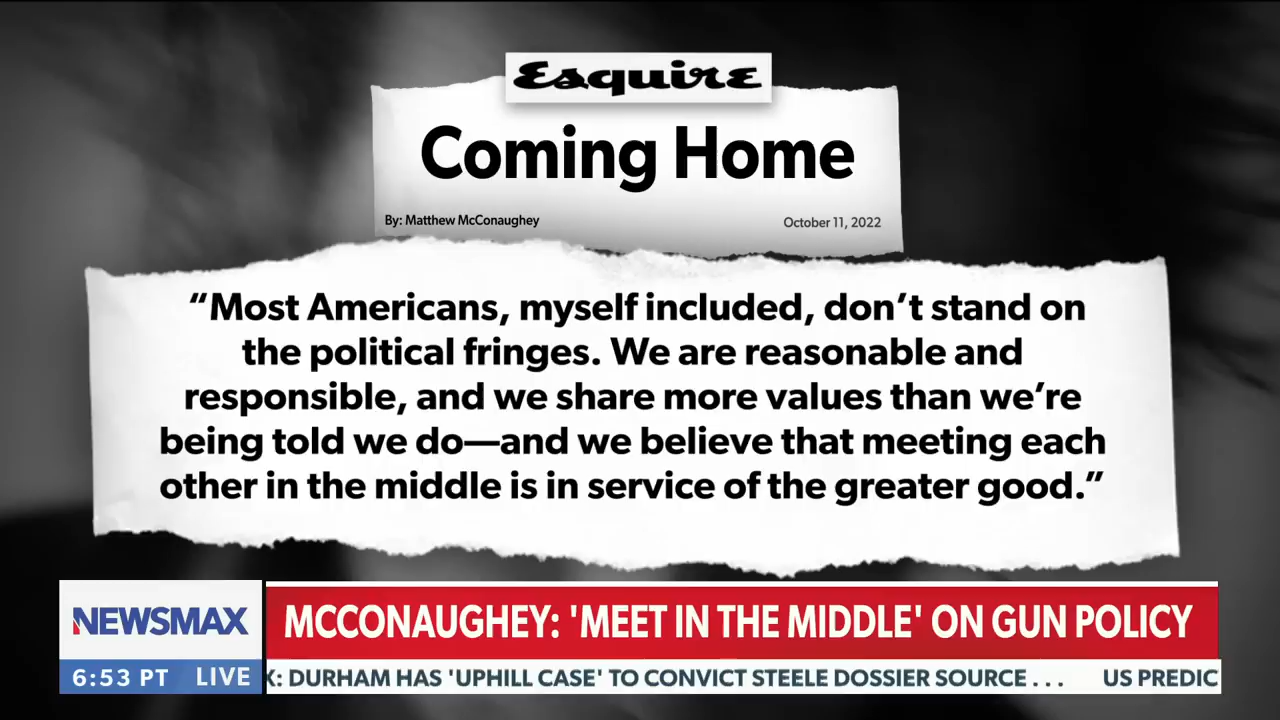 Esquire
Coming Home
By: Matthew McConaughey
October 11, 2022
“Most Americans, myself included, don’t stand on
the political fringes. We are reasonable and
responsible, and we share more values than we’re
being told we do—and we believe that meeting each
other in the middle is in service of the greater good.”
NEWSMAX
MCCONAUGHEY: 'MEET IN THE MIDDLE' ON GUN POLICY
6:53 PT LIVE
: DURHAM HAS 'UPHILL CASE' TO CONVICT STEELE DOSSIER SOURCE . . . US PREDIC